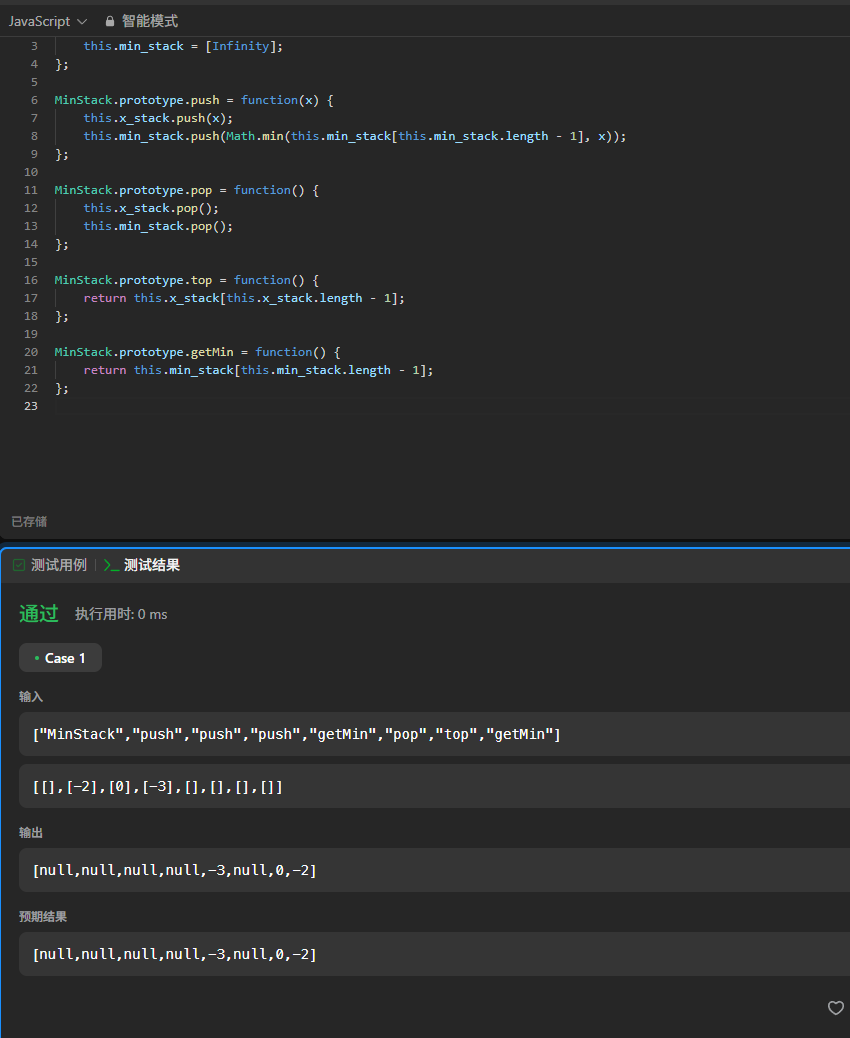 JavaScript 智能模式
3 this.min_stack = [Infinity];
4 };
5
6 MinStack.prototype.push = function(x) {
7 this.x_stack.push(x);
8 this.min_stack.push(Math.min(this.min_stack[this.min_stack.length - 1], x));
9 };
10
11 MinStack.prototype.pop = function() {
12 this.x_stack.pop();
13 this.min_stack.pop();
14 };
15
16 MinStack.prototype.top = function() {
17 return this.x_stack[this.x_stack.length - 1];
18 };
19
20 MinStack.prototype.getMin = function() {
21 return this.min_stack[this.min_stack.length - 1];
22 };
23
已存储
测试用例 | >_ 测试结果
通过 执行用时: 0 ms
• Case 1
输入
["MinStack","push","push","push","getMin","pop","top","getMin"]
[[],[-2],[0],[-3],[],[],[],[]]
输出
[null,null,null,null,-3,null,0,-2]
预期结果
[null,null,null,null,-3,null,0,-2]